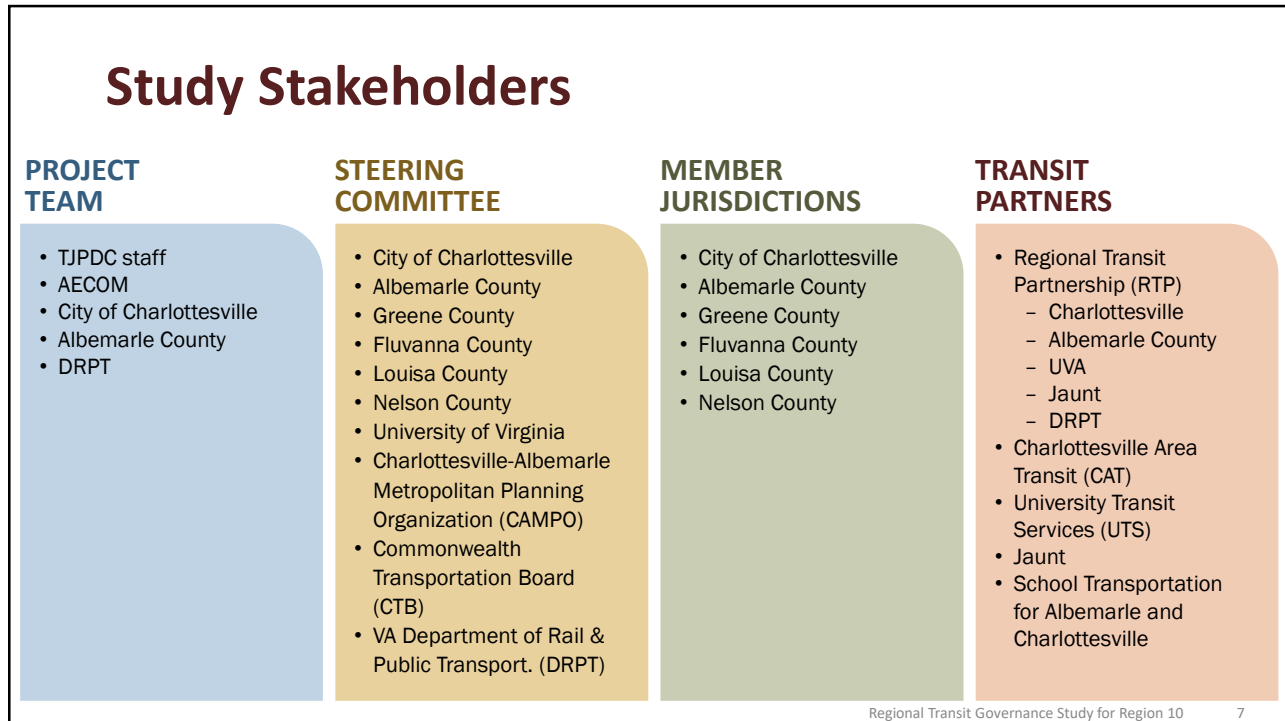 Study Stakeholders
PROJECT
TEAM
• TJPDC staff
• AECOM
• City of Charlottesville
• Albemarle County
• DRPT
STEERING
COMMITTEE
• City of Charlottesville
• Albemarle County
• Greene County
• Fluvanna County
• Louisa County
• Nelson County
• University of Virginia
• Charlottesville-Albemarle
Metropolitan Planning
Organization (CAMPO)
• Commonwealth
Transportation Board
(CTB)
• VA Department of Rail &
Public Transport. (DRPT)
MEMBER
JURISDICTIONS
• City of Charlottesville
• Albemarle County
• Greene County
• Fluvanna County
• Louisa County
• Nelson County
TRANSIT
PARTNERS
• Regional Transit
Partnership (RTP)
– Charlottesville
– Albemarle County
– UVA
– Jaunt
– DRPT
• Charlottesville Area
Transit (CAT)
• University Transit
Services (UTS)
• Jaunt
• School Transportation
for Albemarle and
Charlottesville
Regional Transit Governance Study for Region 10 7